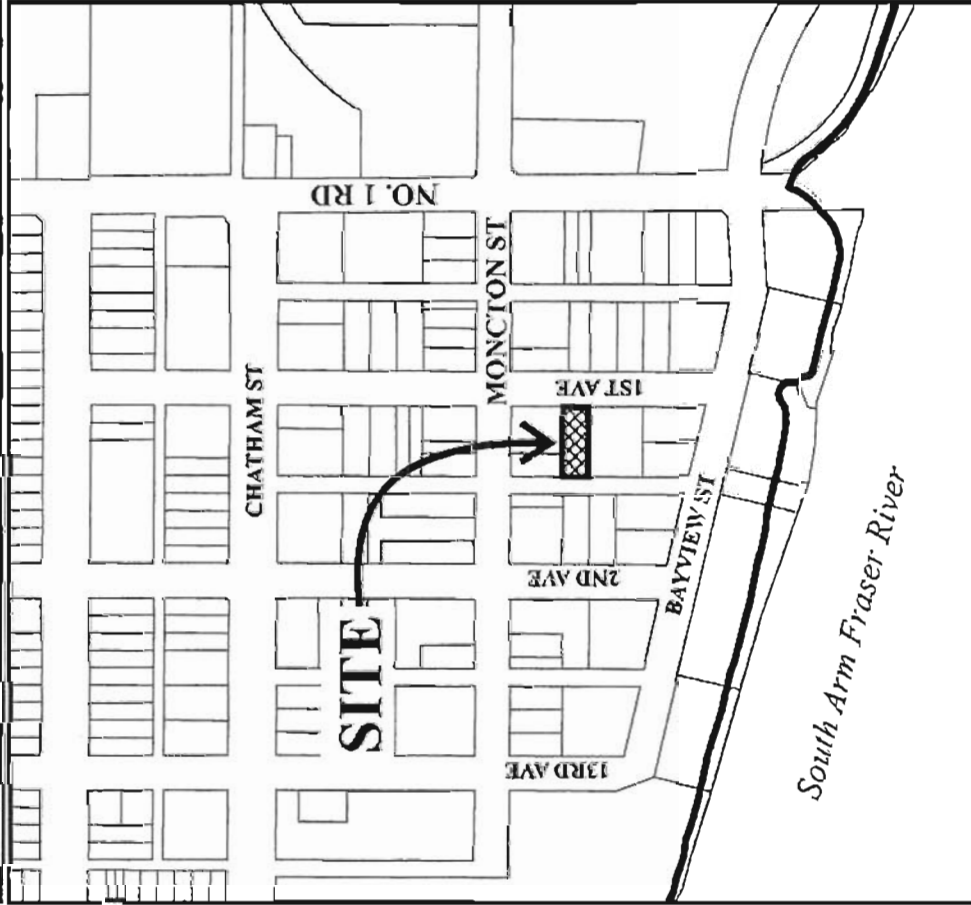 NO. 1 RD
MONCTON ST
CHATHAM ST
1ST AVE
2ND AVE
BAYVIEW ST
SITE
13RD AVE
South Arm Fraser River